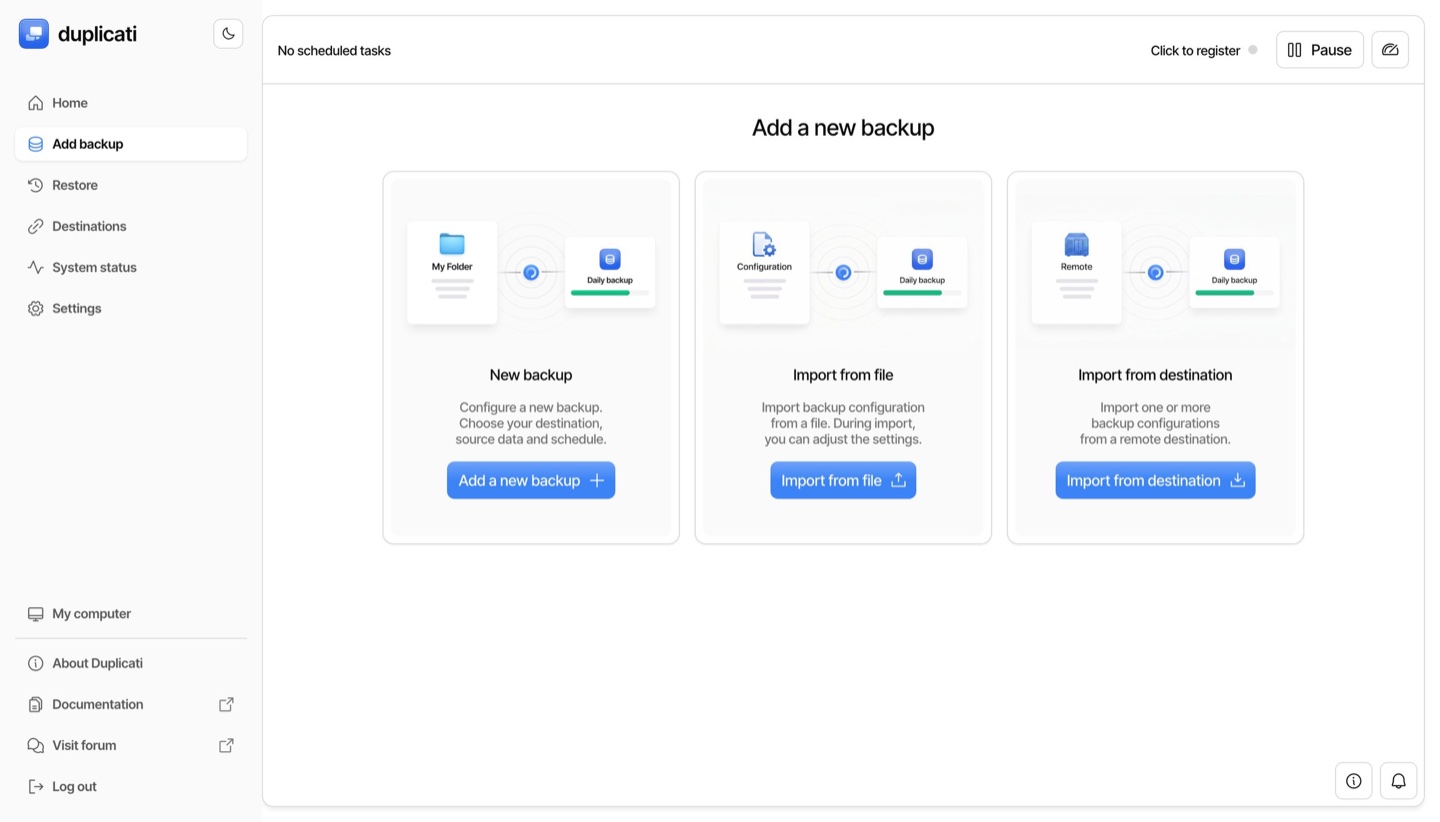 duplicati
Home
Add backup
Restore
Destinations
System status
Settings
My computer
About Duplicati
Documentation
Visit forum
Log out
No scheduled tasks
Click to register
Pause
Add a new backup
My Folder
Daily backup
New backup
Configure a new backup.
Choose your destination,
source data and schedule.
Add a new backup
Configuration
Daily backup
Import from file
Import backup configuration
from a file. During import,
you can adjust the settings.
Import from file
Remote
Daily backup
Import from destination
Import one or more
backup configurations
from a remote destination.
Import from destination